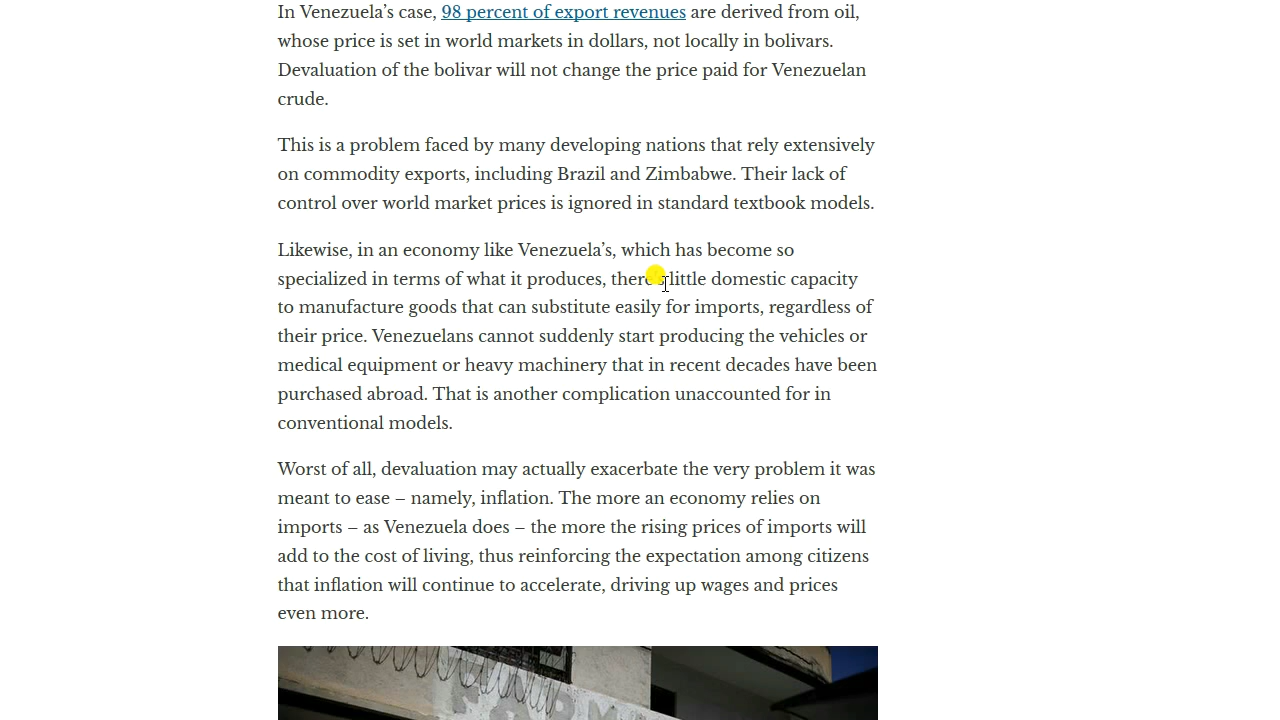 In Venezuela’s case, 98 percent of export revenues are derived from oil,
whose price is set in world markets in dollars, not locally in bolivars.
Devaluation of the bolivar will not change the price paid for Venezuelan
crude.
This is a problem faced by many developing nations that rely extensively
on commodity exports, including Brazil and Zimbabwe. Their lack of
control over world market prices is ignored in standard textbook models.
Likewise, in an economy like Venezuela’s, which has become so
specialized in terms of what it produces, there’s little domestic capacity
to manufacture goods that can substitute easily for imports, regardless of
their price. Venezuelans cannot suddenly start producing the vehicles or
medical equipment or heavy machinery that in recent decades have been
purchased abroad. That is another complication unaccounted for in
conventional models.
Worst of all, devaluation may actually exacerbate the very problem it was
meant to ease – namely, inflation. The more an economy relies on
imports – as Venezuela does – the more the rising prices of imports will
add to the cost of living, thus reinforcing the expectation among citizens
that inflation will continue to accelerate, driving up wages and prices
even more.